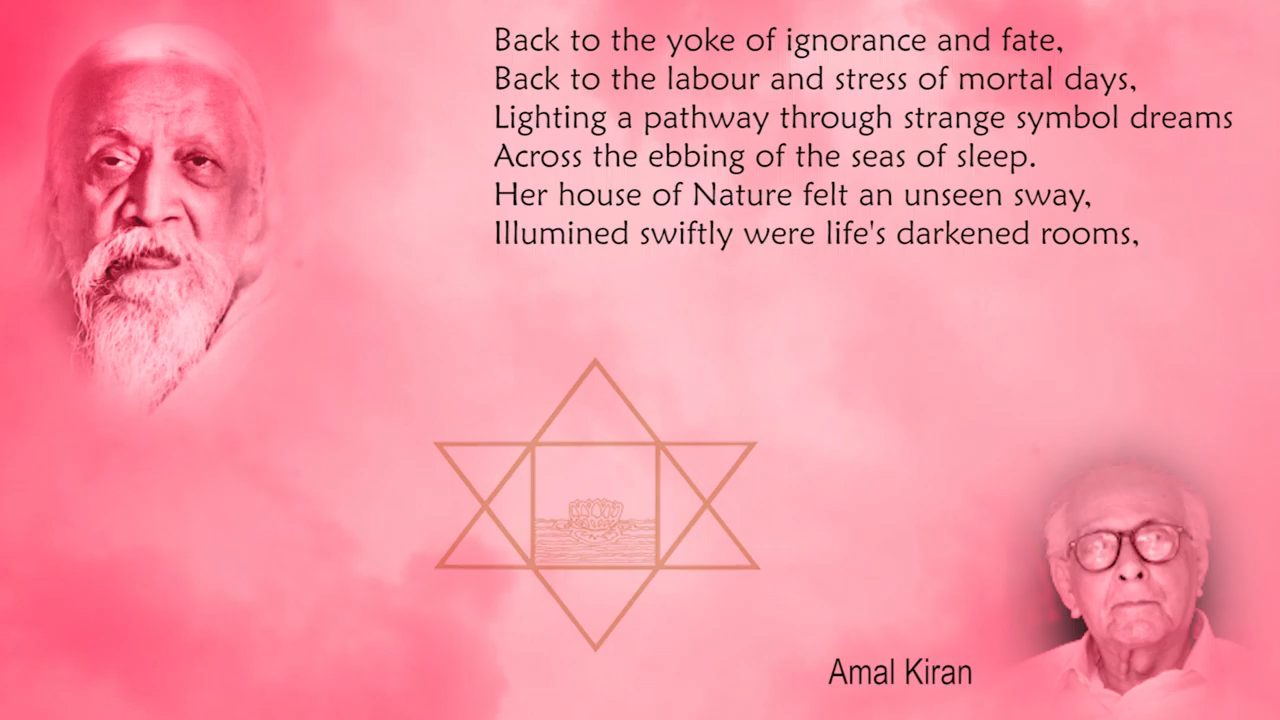 Back to the yoke of ignorance and fate,
Back to the labour and stress of mortal days,
Lighting a pathway through strange symbol dreams
Across the ebbing of the seas of sleep.
Her house of Nature felt an unseen sway,
Illumined swiftly were life's darkened rooms,
Amal Kiran